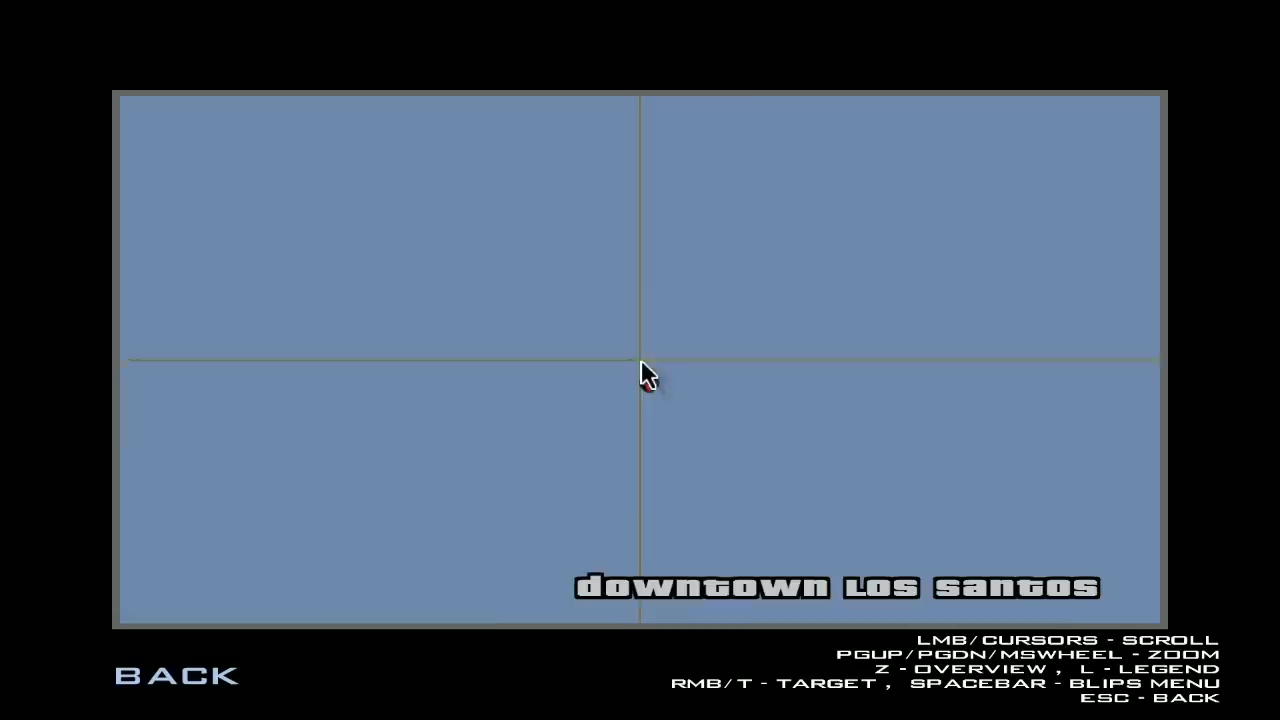 Downtown Los Santos
LMB/CURSORS - SCROLL
PGUP/PGDN/MSWHEEL - ZOOM
Z - OVERVIEW , L - LEGEND
RMB/T - TARGET , SPACEBAR - BLIPS MENU
ESC - BACK
BACK